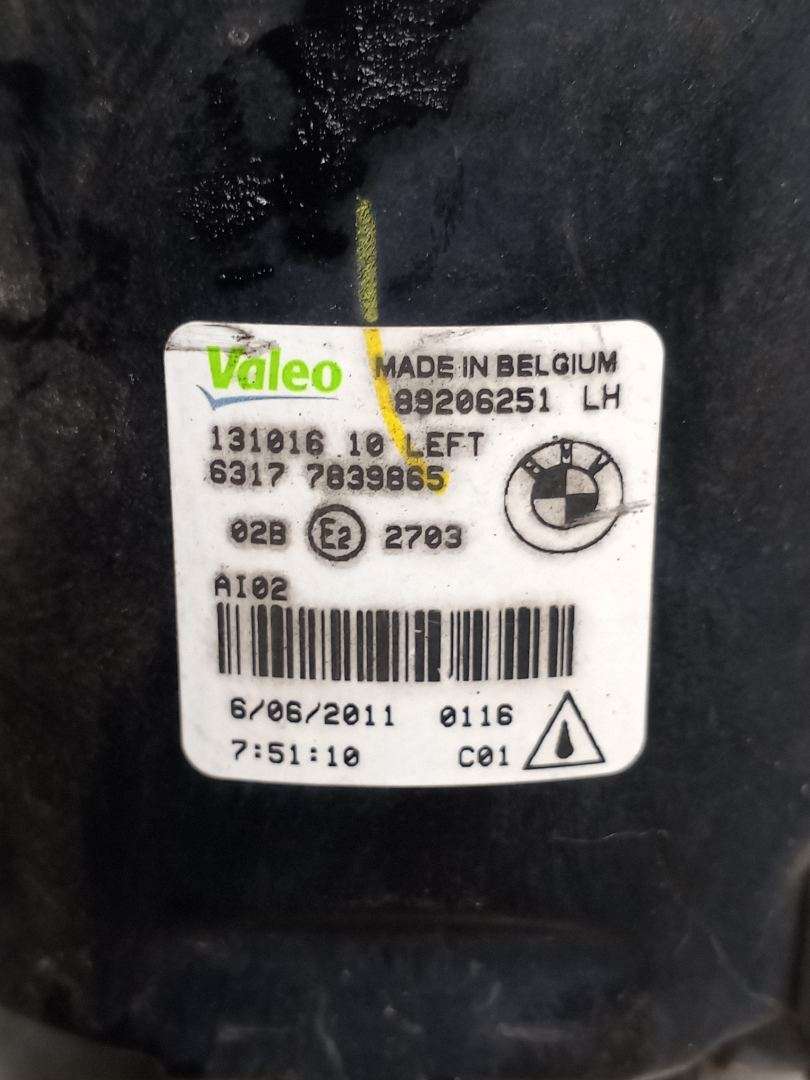 Valeo MADE IN BELGIUM
89206251 LH
131016 10 LEFT
6317 7839865
BMW
02B E2 2703
AI02
6/06/2011 0116
7:51:10 C01